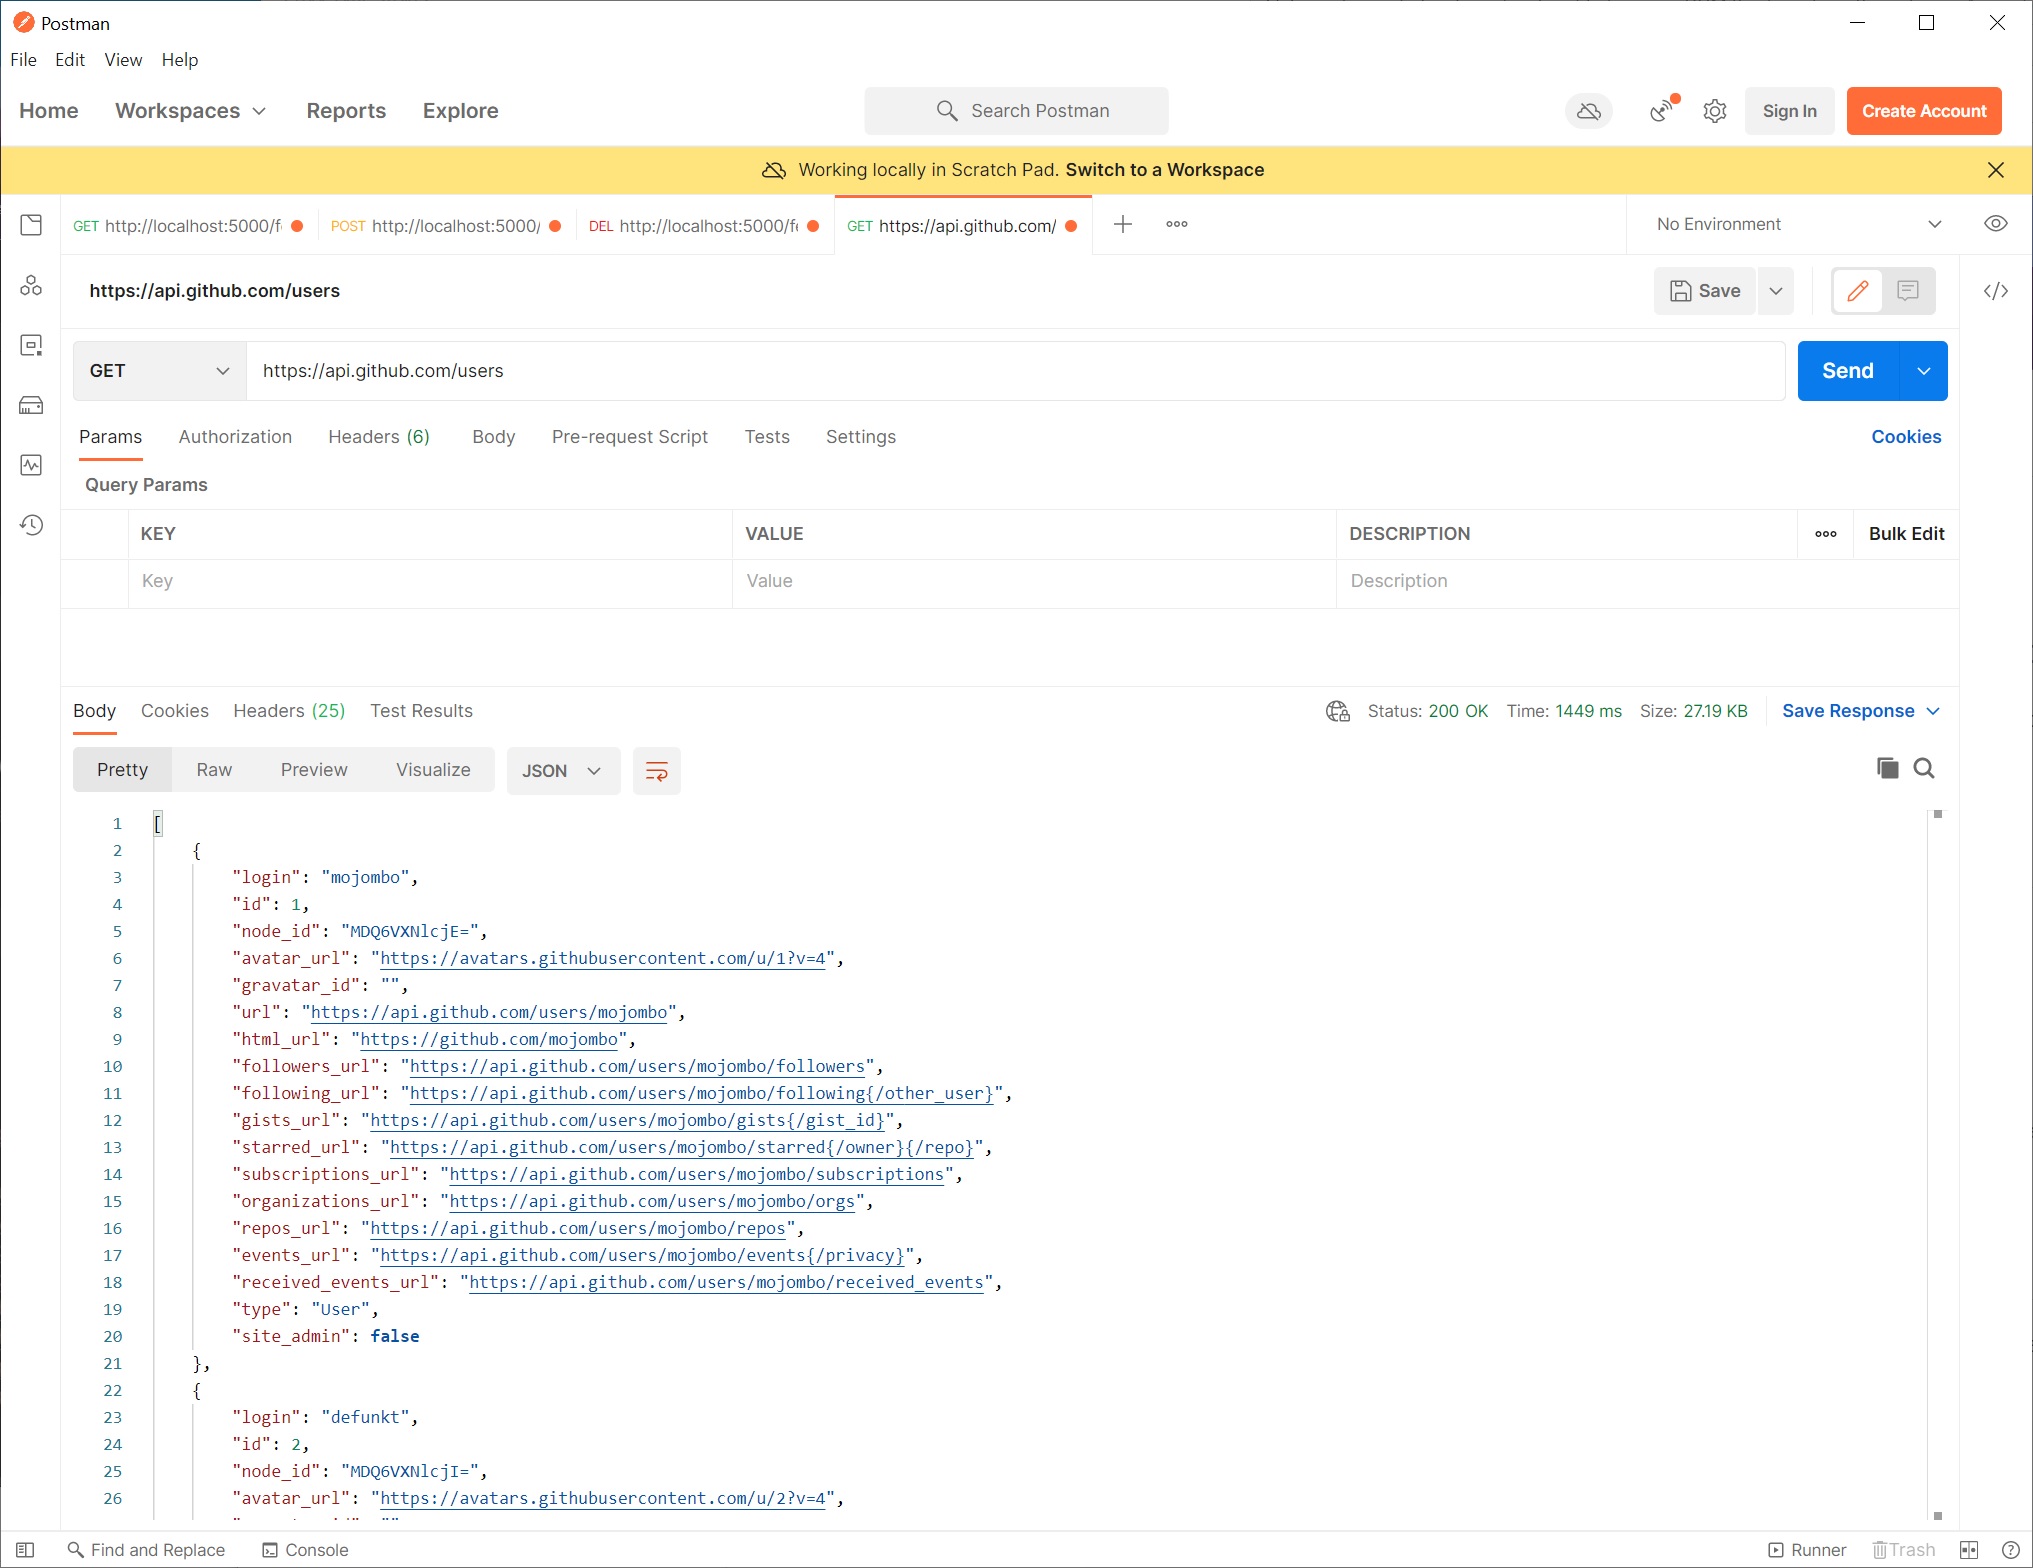 Postman
File Edit View Help
Home Workspaces Reports Explore Search Postman Sign In Create Account
Working locally in Scratch Pad. Switch to a Workspace
GET http://localhost:5000/f POST http://localhost:5000/ DEL http://localhost:5000/f GET https://api.github.com/ No Environment
https://api.github.com/users Save
GET https://api.github.com/users Send
Params Authorization Headers (6) Body Pre-request Script Tests Settings Cookies
Query Params
KEY VALUE DESCRIPTION Bulk Edit
Key Value Description
Body Cookies Headers (25) Test Results Status: 200 OK Time: 1449 ms Size: 27.19 KB Save Response
Pretty Raw Preview Visualize JSON
1 [
2 {
3 "login": "mojombo",
4 "id": 1,
5 "node_id": "MDQ6VXNlcjE=",
6 "avatar_url": "https://avatars.githubusercontent.com/u/1?v=4",
7 "gravatar_id": "",
8 "url": "https://api.github.com/users/mojombo",
9 "html_url": "https://github.com/mojombo",
10 "followers_url": "https://api.github.com/users/mojombo/followers",
11 "following_url": "https://api.github.com/users/mojombo/following{/other_user}",
12 "gists_url": "https://api.github.com/users/mojombo/gists{/gist_id}",
13 "starred_url": "https://api.github.com/users/mojombo/starred{/owner}{/repo}",
14 "subscriptions_url": "https://api.github.com/users/mojombo/subscriptions",
15 "organizations_url": "https://api.github.com/users/mojombo/orgs",
16 "repos_url": "https://api.github.com/users/mojombo/repos",
17 "events_url": "https://api.github.com/users/mojombo/events{/privacy}",
18 "received_events_url": "https://api.github.com/users/mojombo/received_events",
19 "type": "User",
20 "site_admin": false
21 },
22 {
23 "login": "defunkt",
24 "id": 2,
25 "node_id": "MDQ6VXNlcjI=",
26 "avatar_url": "https://avatars.githubusercontent.com/u/2?v=4",
Find and Replace Console Runner Trash